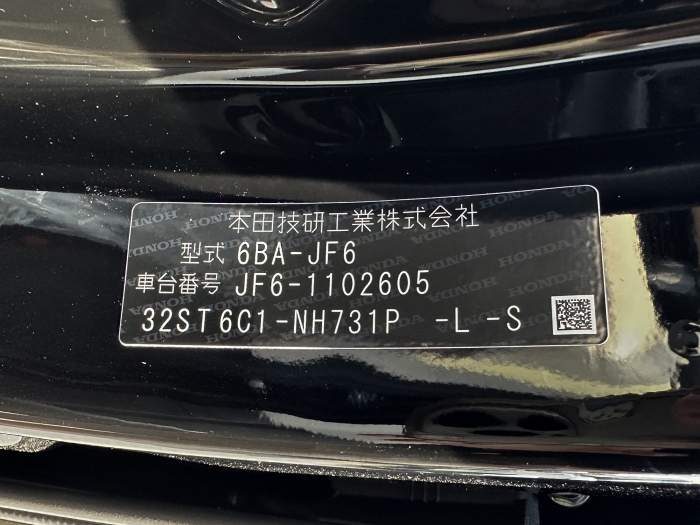 本田技研工業株式会社
型式 6BA-JF6
車台番号 JF6-1102605
32ST6C1-NH731P -L -S